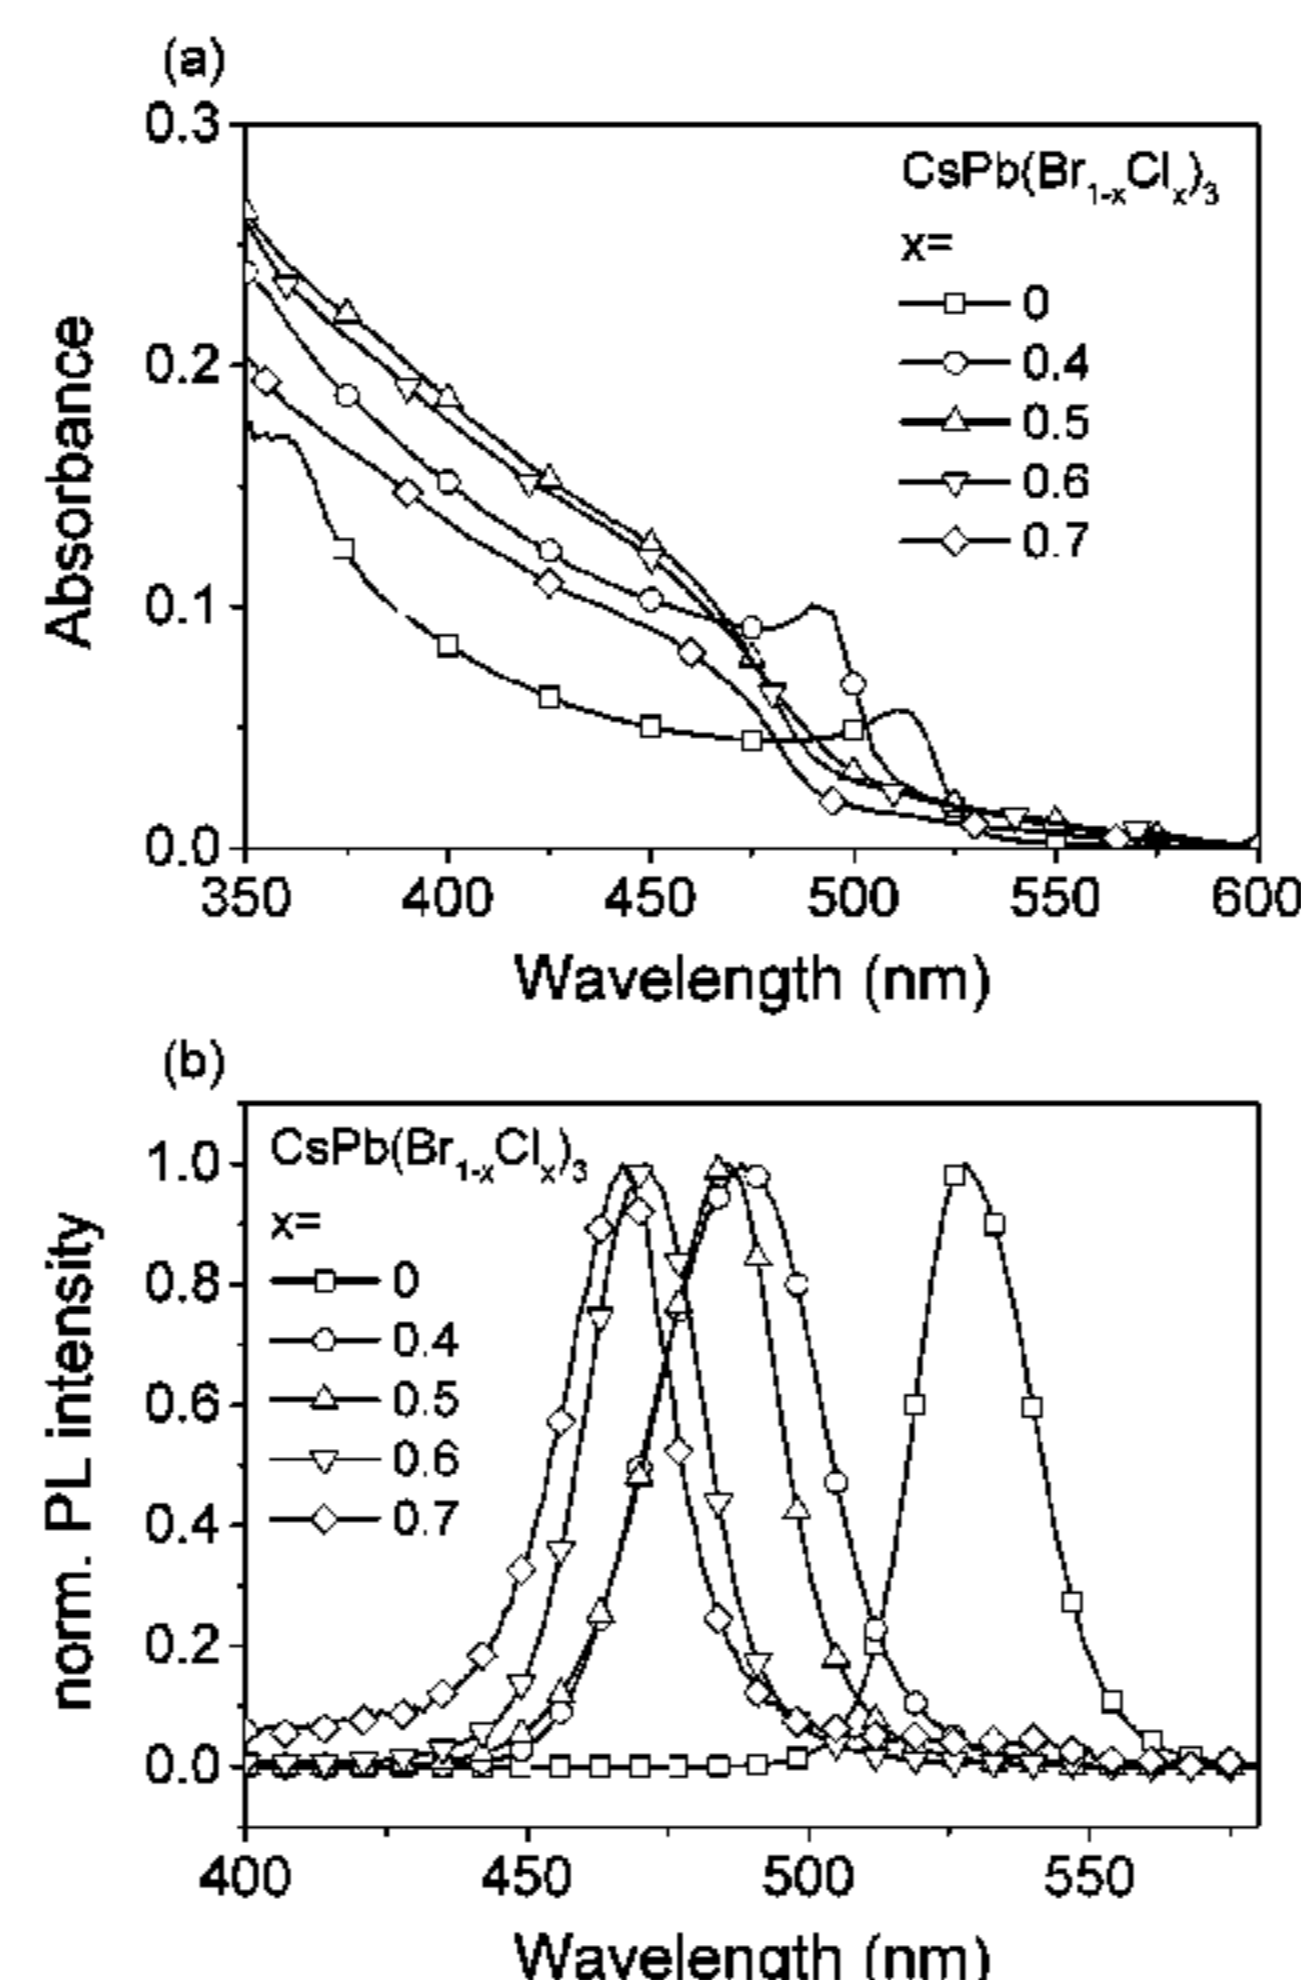 (a)
0.3
0.2
0.1
0.0
Absorbance
CsPb(Br1-xClx)3
x=
0
0.4
0.5
0.6
0.7
350 400 450 500 550 600
Wavelength (nm)
(b)
1.0
0.8
0.6
0.4
0.2
0.0
norm. PL intensity
CsPb(Br1-xClx)3
x=
0
0.4
0.5
0.6
0.7
400 450 500 550
Wavelength (nm)